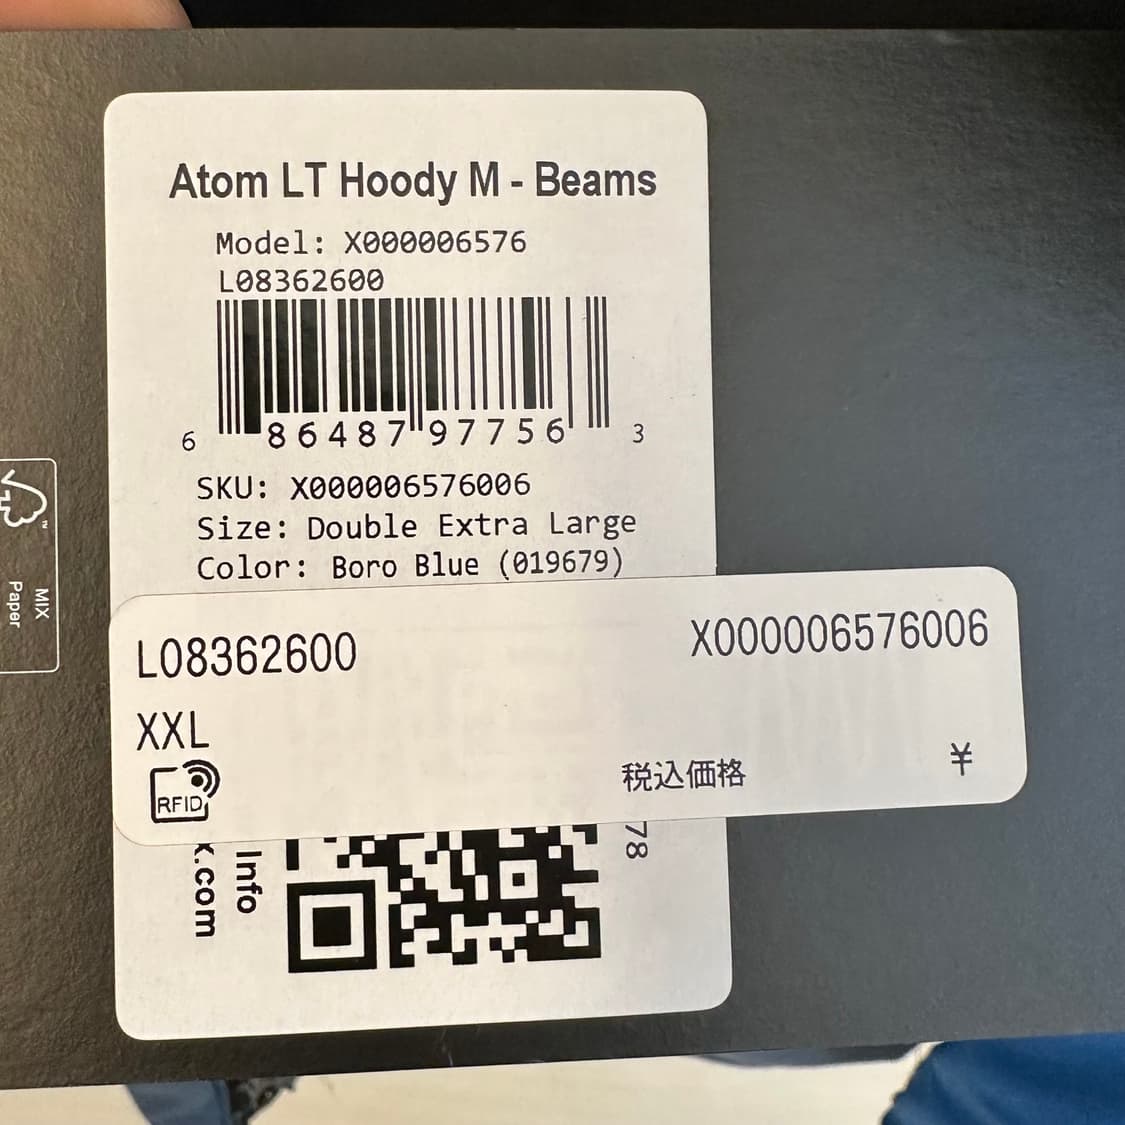 Atom LT Hoody M - Beams
Model: X000006576
L08362600
6 86487 97756 3
SKU: X000006576006
Size: Double Extra Large
Color: Boro Blue (019679)
L08362600 X000006576006
XXL
RFID
税込価格 ¥
78
Info
.com
MIX
Paper